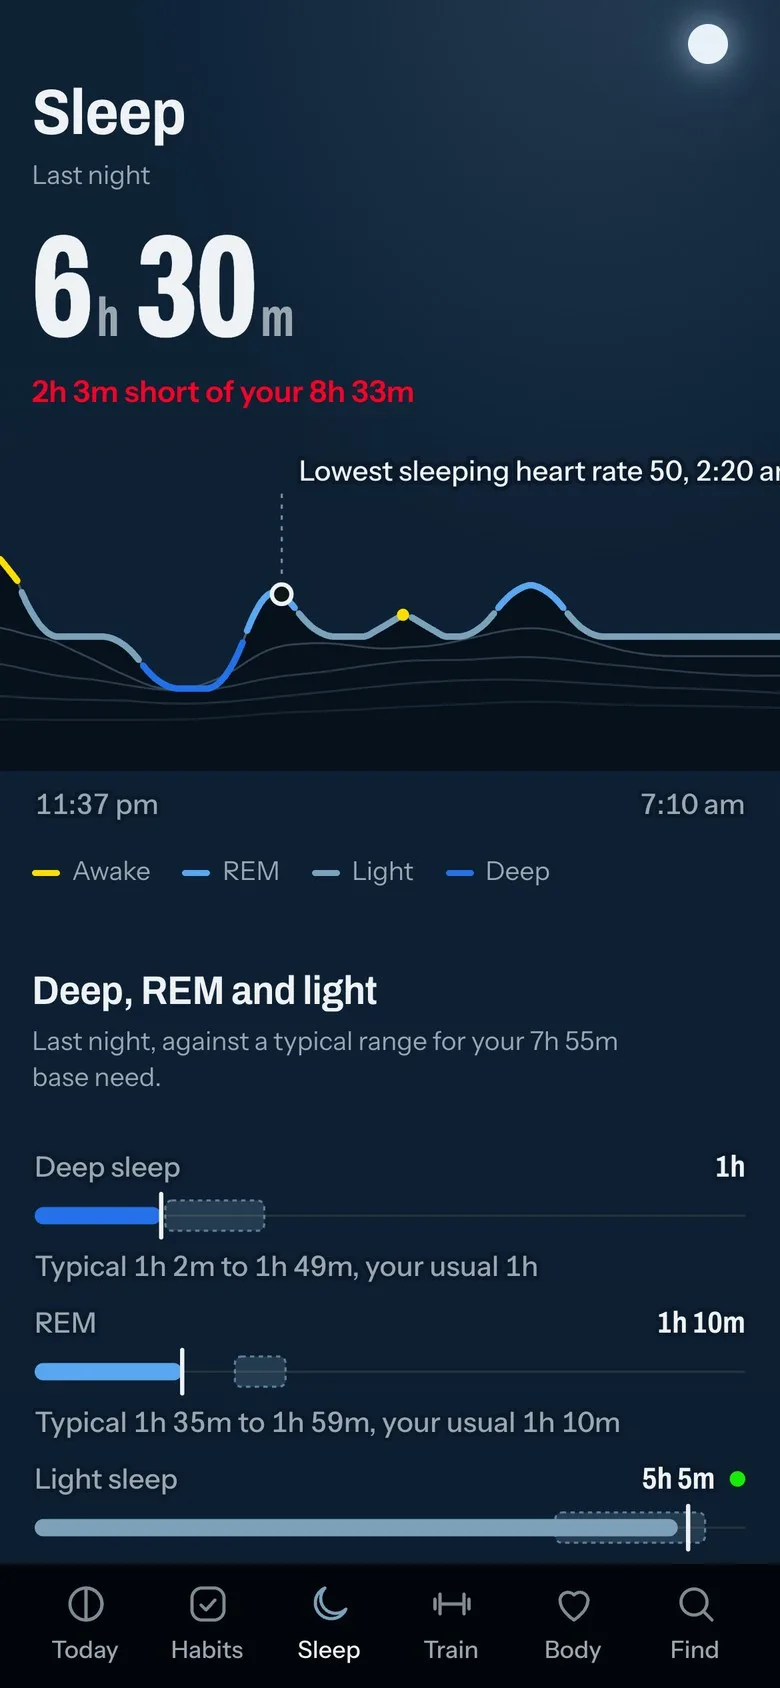 Sleep
Last night
6h 30m
2h 3m short of your 8h 33m
Lowest sleeping heart rate 50, 2:20 a
11:37 pm 7:10 am
Awake REM Light Deep
Deep, REM and light
Last night, against a typical range for your 7h 55m
base need.
Deep sleep 1h
Typical 1h 2m to 1h 49m, your usual 1h
REM 1h 10m
Typical 1h 35m to 1h 59m, your usual 1h 10m
Light sleep 5h 5m
Today Habits Sleep Train Body Find